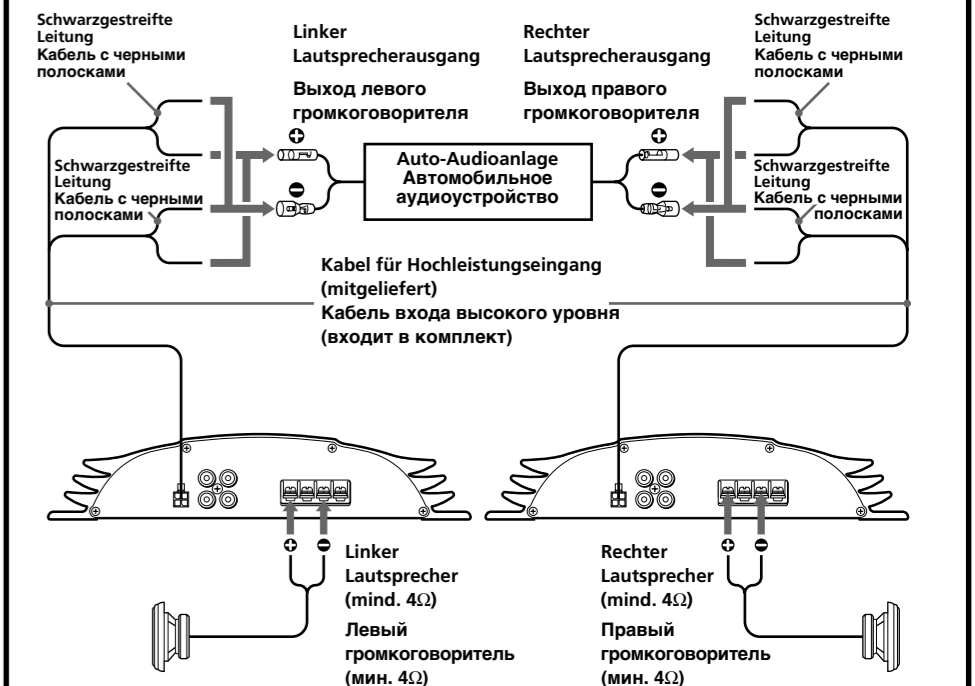 Schwarzgestreifte
Leitung
Кабель с черными
полосками
Linker
Lautsprecherausgang
Выход левого
громкоговорителя
Rechter
Lautsprecherausgang
Выход правого
громкоговорителя
Schwarzgestreifte
Leitung
Кабель с черными
полосками
Schwarzgestreifte
Leitung
Кабель с черными
полосками
Auto-Audioanlage
Автомобильное
аудиоустройство
Schwarzgestreifte
Leitung
Кабель с черными
полосками
Kabel für Hochleistungseingang
(mitgeliefert)
Кабель входа высокого уровня
(входит в комплект)
Linker
Lautsprecher
(mind. 4Ω)
Левый
громкоговоритель
(мин. 4Ω)
Rechter
Lautsprecher
(mind. 4Ω)
Правый
громкоговоритель
(мин. 4Ω)